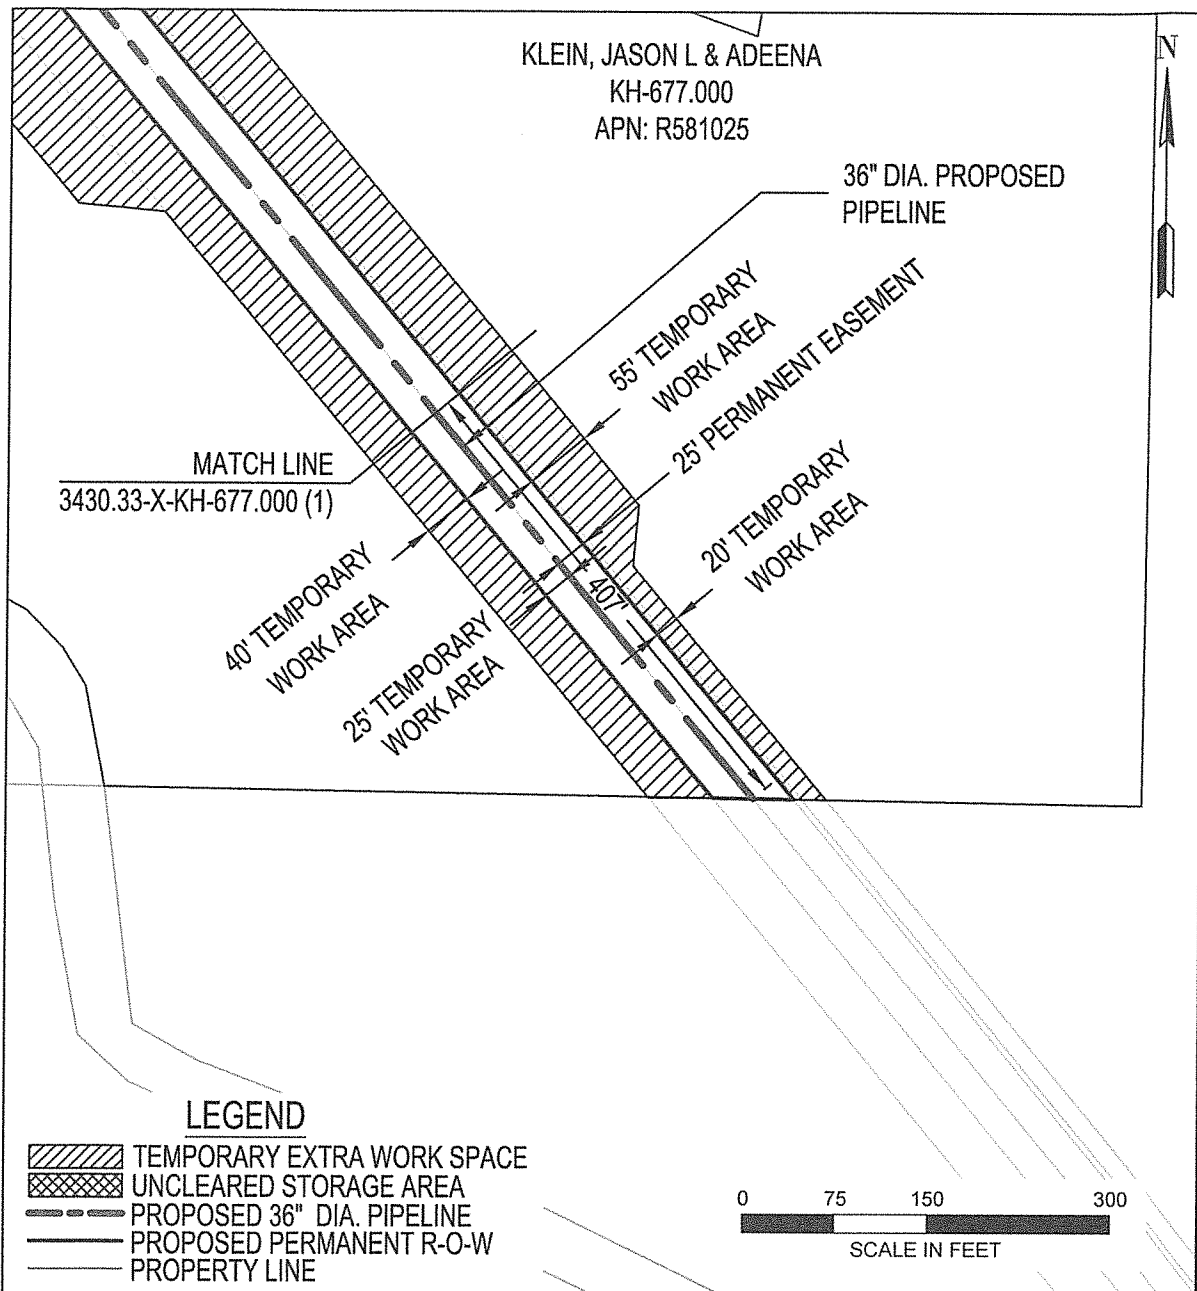 KLEIN, JASON L & ADEENA
KH-677.000
APN: R581025
N
36" DIA. PROPOSED
PIPELINE
55' TEMPORARY
WORK AREA
25' PERMANENT EASEMENT
20' TEMPORARY
WORK AREA
MATCH LINE
3430.33-X-KH-677.000 (1)
407'
40' TEMPORARY
WORK AREA
25' TEMPORARY
WORK AREA
LEGEND
TEMPORARY EXTRA WORK SPACE
UNCLEARED STORAGE AREA
PROPOSED 36" DIA. PIPELINE
PROPOSED PERMANENT R-O-W
PROPERTY LINE
0 75 150 300
SCALE IN FEET